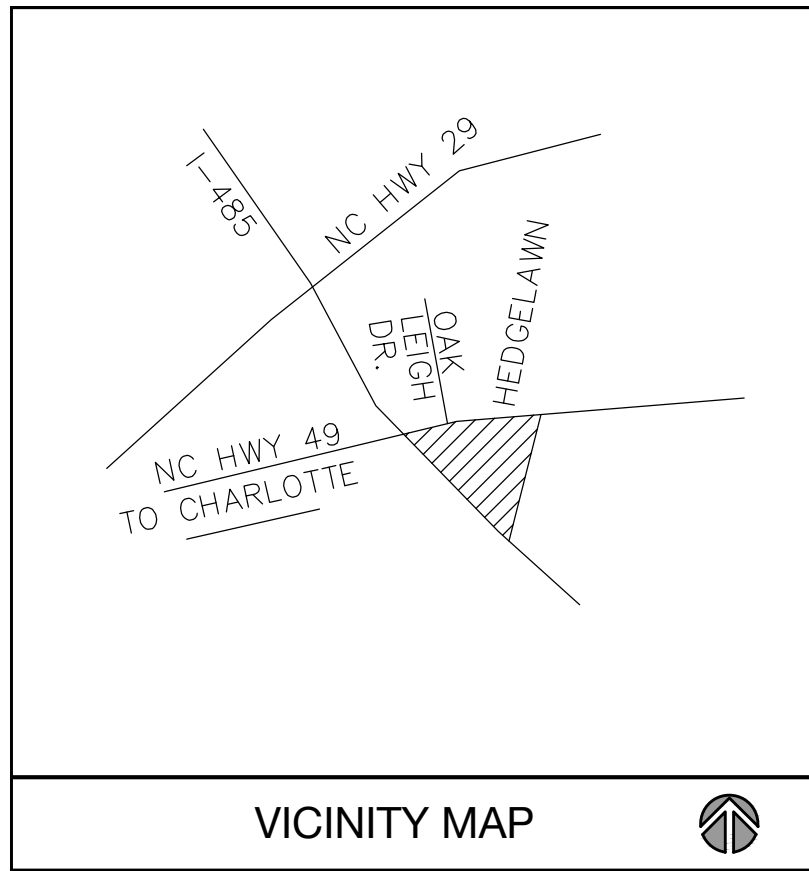 I-485
NC HWY 29
HEDGELAWN
OAK
LEIGH
DR.
NC HWY 49
TO CHARLOTTE
VICINITY MAP